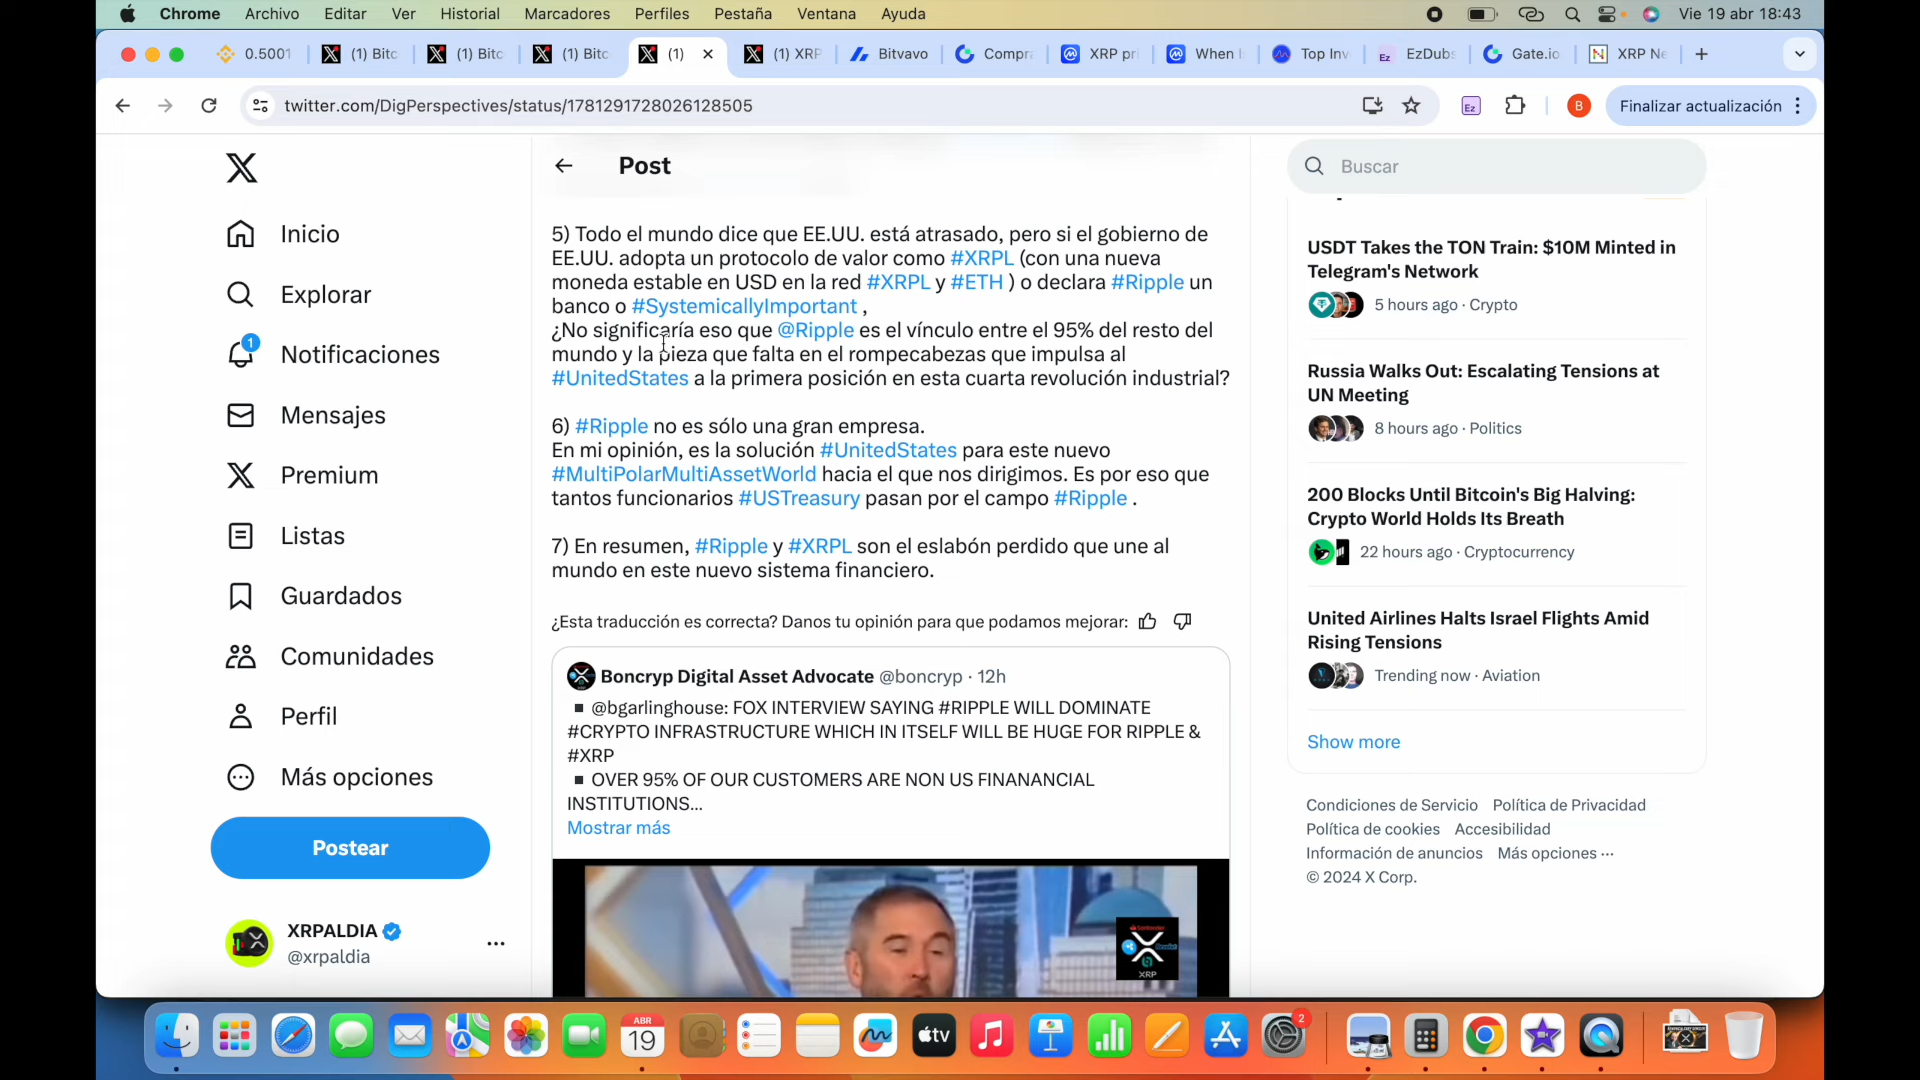 Chrome Archivo Editar Ver Historial Marcadores Perfiles Pestaña Ventana Ayuda Vie 19 abr 18:43
0.5001 (1) Bitc (1) Bitc (1) Bitc (1) (1) XRP Bitvavo Compra XRP pri When Top Inv Ez EzDubs Gate.io XRP Ne
twitter.com/DigPerspectives/status/1781291728026128505 Ez B Finalizar actualización
Post
Buscar
Inicio
Explorar
1
Notificaciones
Mensajes
Premium
Listas
Guardados
Comunidades
Perfil
Más opciones
Postear
XRPALDIA
@xrpaldia
5) Todo el mundo dice que EE.UU. está atrasado, pero si el gobierno de
EE.UU. adopta un protocolo de valor como #XRPL (con una nueva
moneda estable en USD en la red #XRPL y #ETH ) o declara #Ripple un
banco o #SystemicallyImportant ,
¿No significaría eso que @Ripple es el vínculo entre el 95% del resto del
mundo y la pieza que falta en el rompecabezas que impulsa al
#UnitedStates a la primera posición en esta cuarta revolución industrial?
6) #Ripple no es sólo una gran empresa.
En mi opinión, es la solución #UnitedStates para este nuevo
#MultiPolarMultiAssetWorld hacia el que nos dirigimos. Es por eso que
tantos funcionarios #USTreasury pasan por el campo #Ripple .
7) En resumen, #Ripple y #XRPL son el eslabón perdido que une al
mundo en este nuevo sistema financiero.
¿Esta traducción es correcta? Danos tu opinión para que podamos mejorar:
Boncryp Digital Asset Advocate @boncryp · 12h
▪ @bgarlinghouse: FOX INTERVIEW SAYING #RIPPLE WILL DOMINATE
#CRYPTO INFRASTRUCTURE WHICH IN ITSELF WILL BE HUGE FOR RIPPLE &
#XRP
▪ OVER 95% OF OUR CUSTOMERS ARE NON US FINANANCIAL
INSTITUTIONS...
Mostrar más
XRP
USDT Takes the TON Train: $10M Minted in
Telegram's Network
5 hours ago · Crypto
Russia Walks Out: Escalating Tensions at
UN Meeting
8 hours ago · Politics
200 Blocks Until Bitcoin's Big Halving:
Crypto World Holds Its Breath
22 hours ago · Cryptocurrency
United Airlines Halts Israel Flights Amid
Rising Tensions
Trending now · Aviation
Show more
Condiciones de Servicio Política de Privacidad
Política de cookies Accesibilidad
Información de anuncios Más opciones ···
© 2024 X Corp.
ABR
19
tv
2